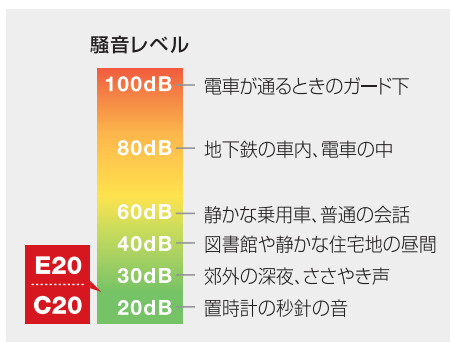 騒音レベル
100dB 電車が通るときのガード下
80dB 地下鉄の車内、電車の中
60dB 静かな乗用車、普通の会話
40dB 図書館や静かな住宅地の昼間
30dB 郊外の深夜、ささやき声
20dB 置時計の秒針の音
E20
C20